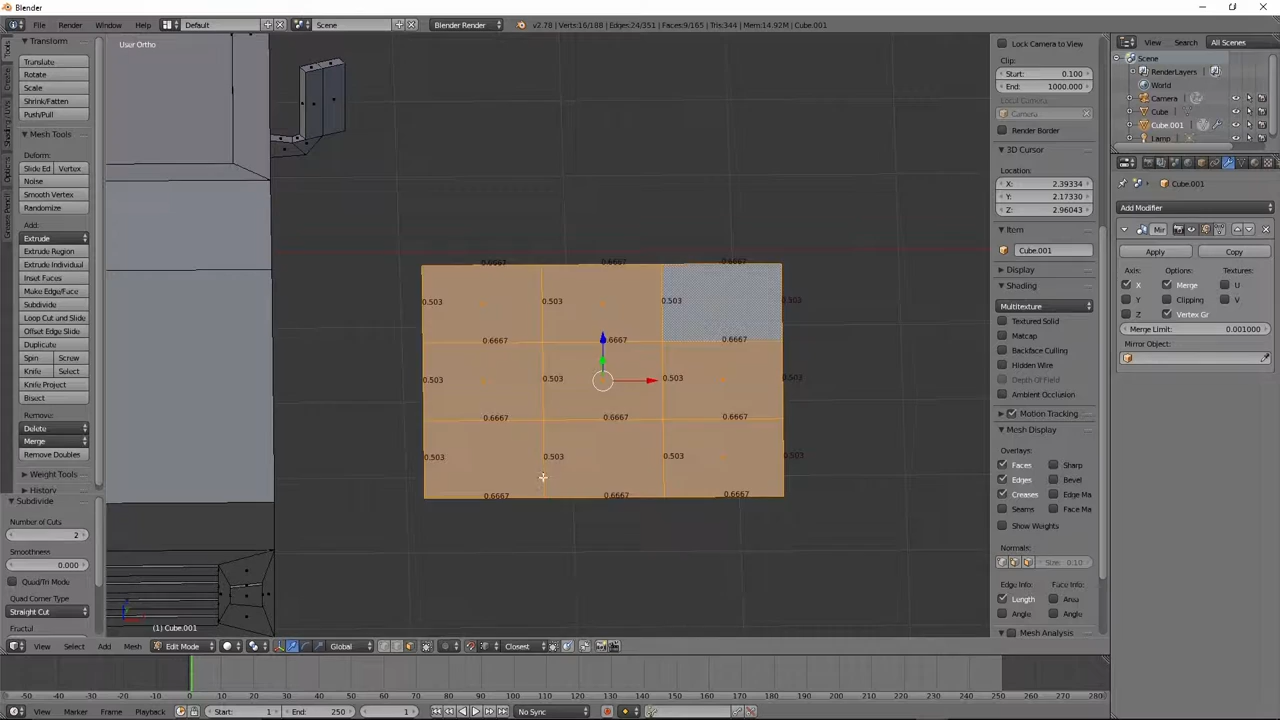 Blender
File Render Window Help Default Scene Blender Render v2.78 | Verts:16/188 | Edges:24/351 | Faces:9/165 | Tris:344 | Mem:14.92M | Cube.001
Tools
Create
Shading / UVs
Options
Grease Pencil
Transform
Translate
Rotate
Scale
Shrink/Fatten
Push/Pull
Mesh Tools
Deform:
Slide Ed Vertex
Noise
Smooth Vertex
Randomize
Add:
Extrude
Extrude Region
Extrude Individual
Inset Faces
Make Edge/Face
Subdivide
Loop Cut and Slide
Offset Edge Slide
Duplicate
Spin Screw
Knife Select
Knife Project
Bisect
Remove:
Delete
Merge
Remove Doubles
Weight Tools
History
Subdivide
Number of Cuts
2
Smoothness
0.000
Quad/Tri Mode
Quad Corner Type
Straight Cut
Fractal
User Ortho
0.6667 0.6667 0.6667
0.503 0.503 0.503 0.503
0.6667 0.6667 0.6667
0.503 0.503 0.503 0.503
0.6667 0.6667 0.6667
0.503 0.503 0.503 0.503
0.6667 0.6667 0.6667
(1) Cube.001
View Select Add Mesh Edit Mode Global Closest
Lock Camera to View
Clip:
Start: 0.100
End: 1000.000
Local Camera:
Camera
Render Border
3D Cursor
Location:
X: 2.39334
Y: 2.17330
Z: 2.96043
Item
Cube.001
Display
Shading
Multitexture
Textured Solid
Matcap
Backface Culling
Hidden Wire
Depth Of Field
Ambient Occlusion
Motion Tracking
Mesh Display
Overlays:
Faces Sharp
Edges Bevel
Creases Edge Ma
Seams Face Ma
Show Weights
Normals:
Size: 0.10
Edge Info: Face Info:
Length Area
Angle Angle
Mesh Analysis
View Search All Scenes
Scene
RenderLayers
World
Camera
Cube
Cube.001
Lamp
Cube.001
Add Modifier
Mir
Apply Copy
Axis: Options: Textures:
X Merge U
Y Clipping V
Z Vertex Gr
Merge Limit: 0.001000
Mirror Object:
-50 -40 -30 -20 -10 0 10 20 30 40 50 60 70 80 90 100 110 120 130 140 150 160 170 180 190 200 210 220 230 240 250 260 270 280
View Marker Frame Playback Start: 1 End: 250 1 No Sync